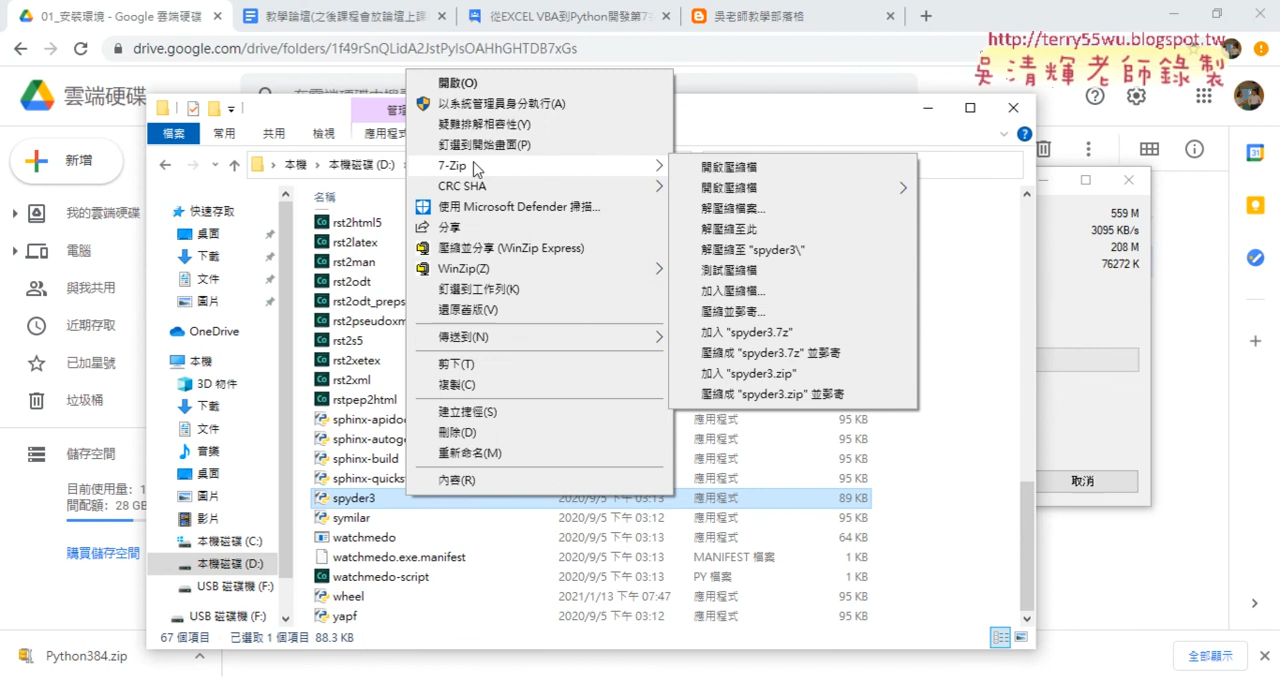 01_安裝環境 - Google 雲端硬碟
教學論壇(之後課程會放論壇上課
從EXCEL VBA到Python開發第7
吳老師教學部落格
drive.google.com/drive/folders/1f49rSnQLidA2JstPyIsOAHhGHTDB7xGs
http://terry55wu.blogspot.tw
吳清輝老師錄製
雲端硬碟
新增
我的雲端硬碟
電腦
與我共用
近期存取
已加星號
垃圾桶
儲存空間
目前使用量: 1
間配額: 28 GB
購買儲存空間
管理
檔案
常用
共用
檢視
應用程式
本機
本機磁碟 (D:)
快速存取
桌面
下載
文件
圖片
OneDrive
本機
3D 物件
下載
文件
音樂
桌面
圖片
影片
本機磁碟 (C:)
本機磁碟 (D:)
USB 磁碟機 (F:)
USB 磁碟機 (F:)
名稱
rst2html5
rst2latex
rst2man
rst2odt
rst2odt_preps
rst2pseudoxm
rst2s5
rst2xetex
rst2xml
rstpep2html
sphinx-apidoc
應用程式 95 KB
sphinx-autoge
應用程式 95 KB
sphinx-build
應用程式 95 KB
sphinx-quicks
應用程式 95 KB
spyder3 2020/9/5 下午 03:13 應用程式 89 KB
symilar 2020/9/5 下午 03:12 應用程式 95 KB
watchmedo 2020/9/5 下午 03:13 應用程式 64 KB
watchmedo.exe.manifest 2020/9/5 下午 03:13 MANIFEST 檔案 1 KB
watchmedo-script 2020/9/5 下午 03:13 PY 檔案 1 KB
wheel 2021/1/13 下午 07:47 應用程式 95 KB
yapf 2020/9/5 下午 03:13 應用程式 95 KB
67 個項目 已選取 1 個項目 88.3 KB
開啟(O)
以系統管理員身分執行(A)
疑難排解相容性(Y)
釘選到開始畫面(P)
7-Zip
CRC SHA
使用 Microsoft Defender 掃描...
分享
壓縮並分享 (WinZip Express)
WinZip(Z)
釘選到工作列(K)
還原舊版(V)
傳送到(N)
剪下(T)
複製(C)
建立捷徑(S)
刪除(D)
重新命名(M)
內容(R)
開啟壓縮檔
開啟壓縮檔
解壓縮檔案...
解壓縮至此
解壓縮至 "spyder3\"
測試壓縮檔
加入壓縮檔...
壓縮並郵寄...
加入 "spyder3.7z"
壓縮成 "spyder3.7z" 並郵寄
加入 "spyder3.zip"
壓縮成 "spyder3.zip" 並郵寄
559 M
3095 KB/s
208 M
76272 K
取消
Python384.zip
全部顯示